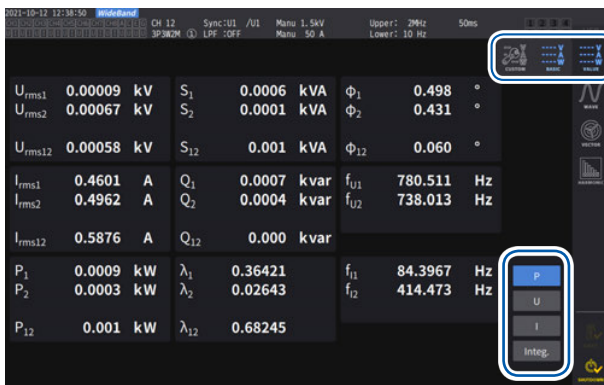 2021-10-12 12:38:50 WideBand CH 12 Sync:U1 /U1 Manu 1.5kV Upper: 2MHz 50ms
3P3W2M ① LPF :OFF Manu 50 A Lower: 10 Hz
CUSTOM BASIC VALUE
Urms1 0.00009 kV S1 0.0006 kVA ϕ1 0.498 °
Urms2 0.00067 kV S2 0.0001 kVA ϕ2 0.431 °
WAVE
Urms12 0.00058 kV S12 0.001 kVA ϕ12 0.060 °
VECTOR
Irms1 0.4601 A Q1 0.0007 kvar fU1 780.511 Hz
HARMONIC
Irms2 0.4962 A Q2 0.0004 kvar fU2 738.013 Hz
Irms12 0.5876 A Q12 0.000 kvar
P1 0.0009 kW λ1 0.36421 fI1 84.3967 Hz
P2 0.0003 kW λ2 0.02643 fI2 414.473 Hz
P12 0.001 kW λ12 0.68245
P
U
I
Integ.
SHUTDOWN